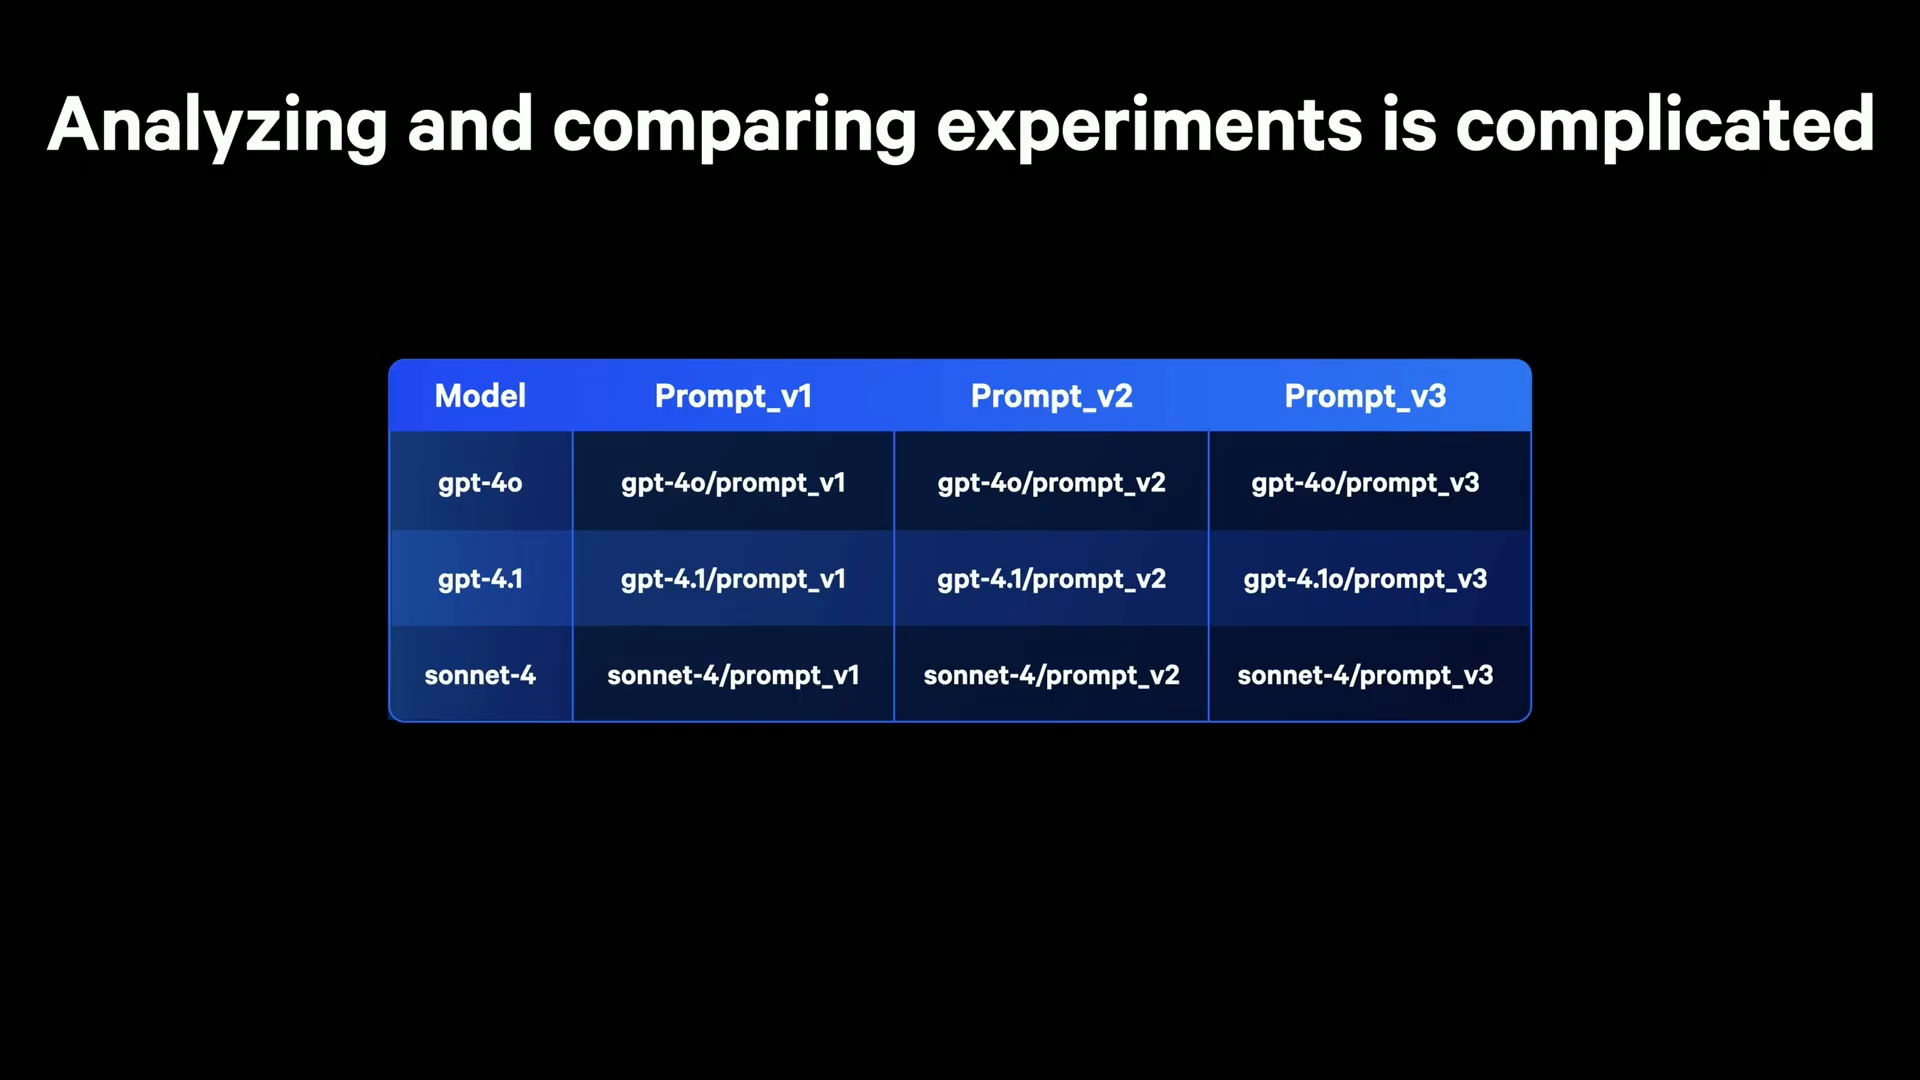 Analyzing and comparing experiments is complicated
Model Prompt_v1 Prompt_v2 Prompt_v3
gpt-4o gpt-4o/prompt_v1 gpt-4o/prompt_v2 gpt-4o/prompt_v3
gpt-4.1 gpt-4.1/prompt_v1 gpt-4.1/prompt_v2 gpt-4.1o/prompt_v3
sonnet-4 sonnet-4/prompt_v1 sonnet-4/prompt_v2 sonnet-4/prompt_v3